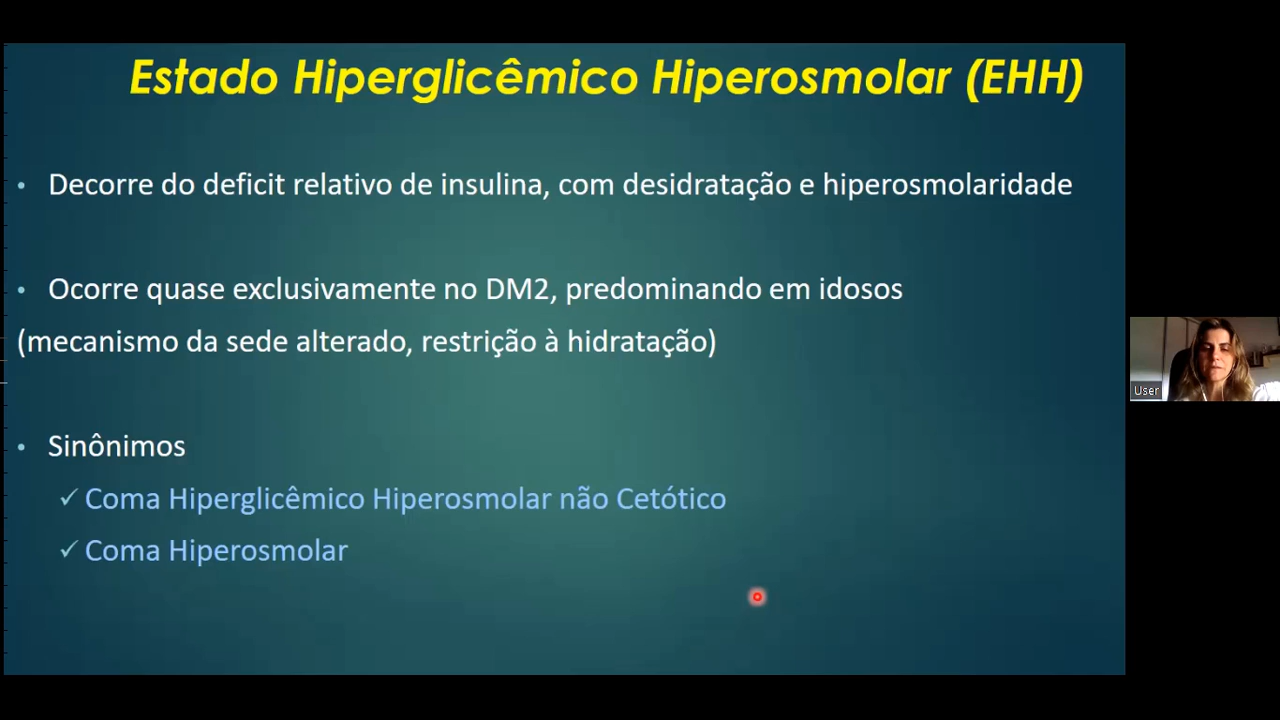 Estado Hiperglicêmico Hiperosmolar (EHH)
• Decorre do deficit relativo de insulina, com desidratação e hiperosmolaridade
• Ocorre quase exclusivamente no DM2, predominando em idosos
(mecanismo da sede alterado, restrição à hidratação)
• Sinônimos
✓ Coma Hiperglicêmico Hiperosmolar não Cetótico
✓ Coma Hiperosmolar
User